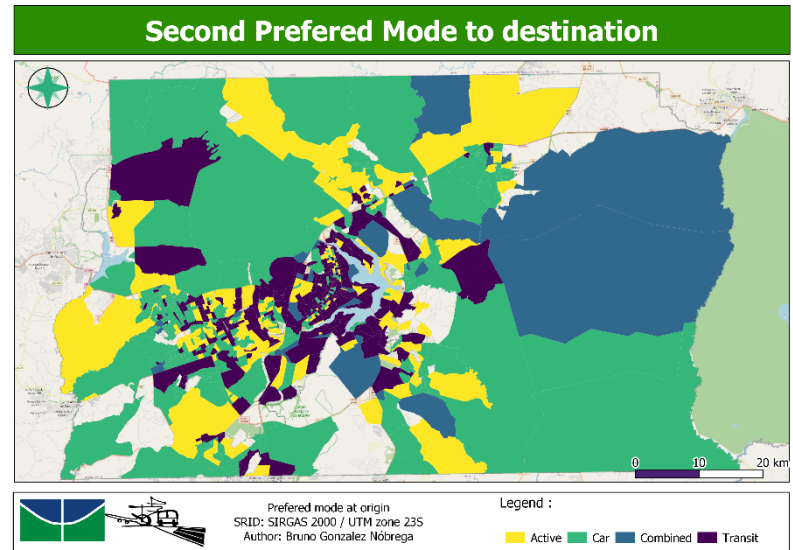 Second Prefered Mode to destination
0 10 20 km
Prefered mode at origin
SRID: SIRGAS 2000 / UTM zone 23S
Author: Bruno Gonzalez Nóbrega
Legend :
Active Car Combined Transit